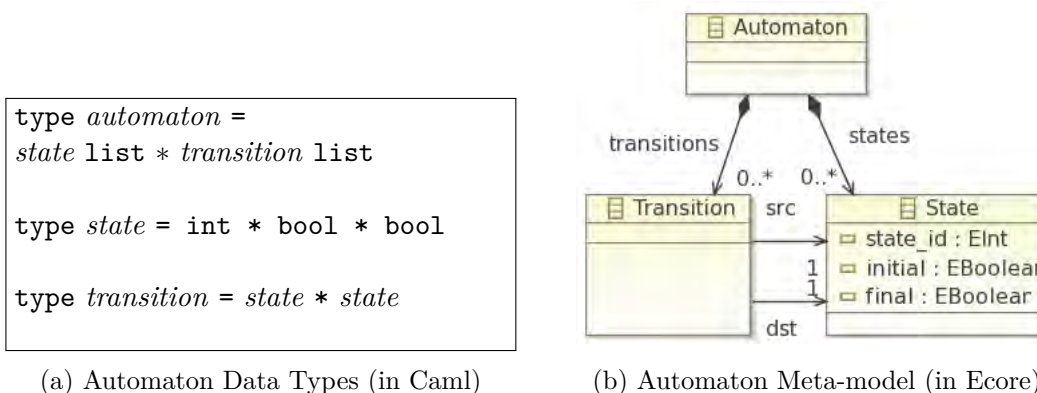 type automaton =
state list * transition list
type state = int * bool * bool
type transition = state * state
(a) Automaton Data Types (in Caml)
Automaton
transitions
states
0..*
0..*
Transition
src
State
state_id : EInt
1
initial : EBoolear
1
final : EBoolear
dst
(b) Automaton Meta-model (in Ecore)